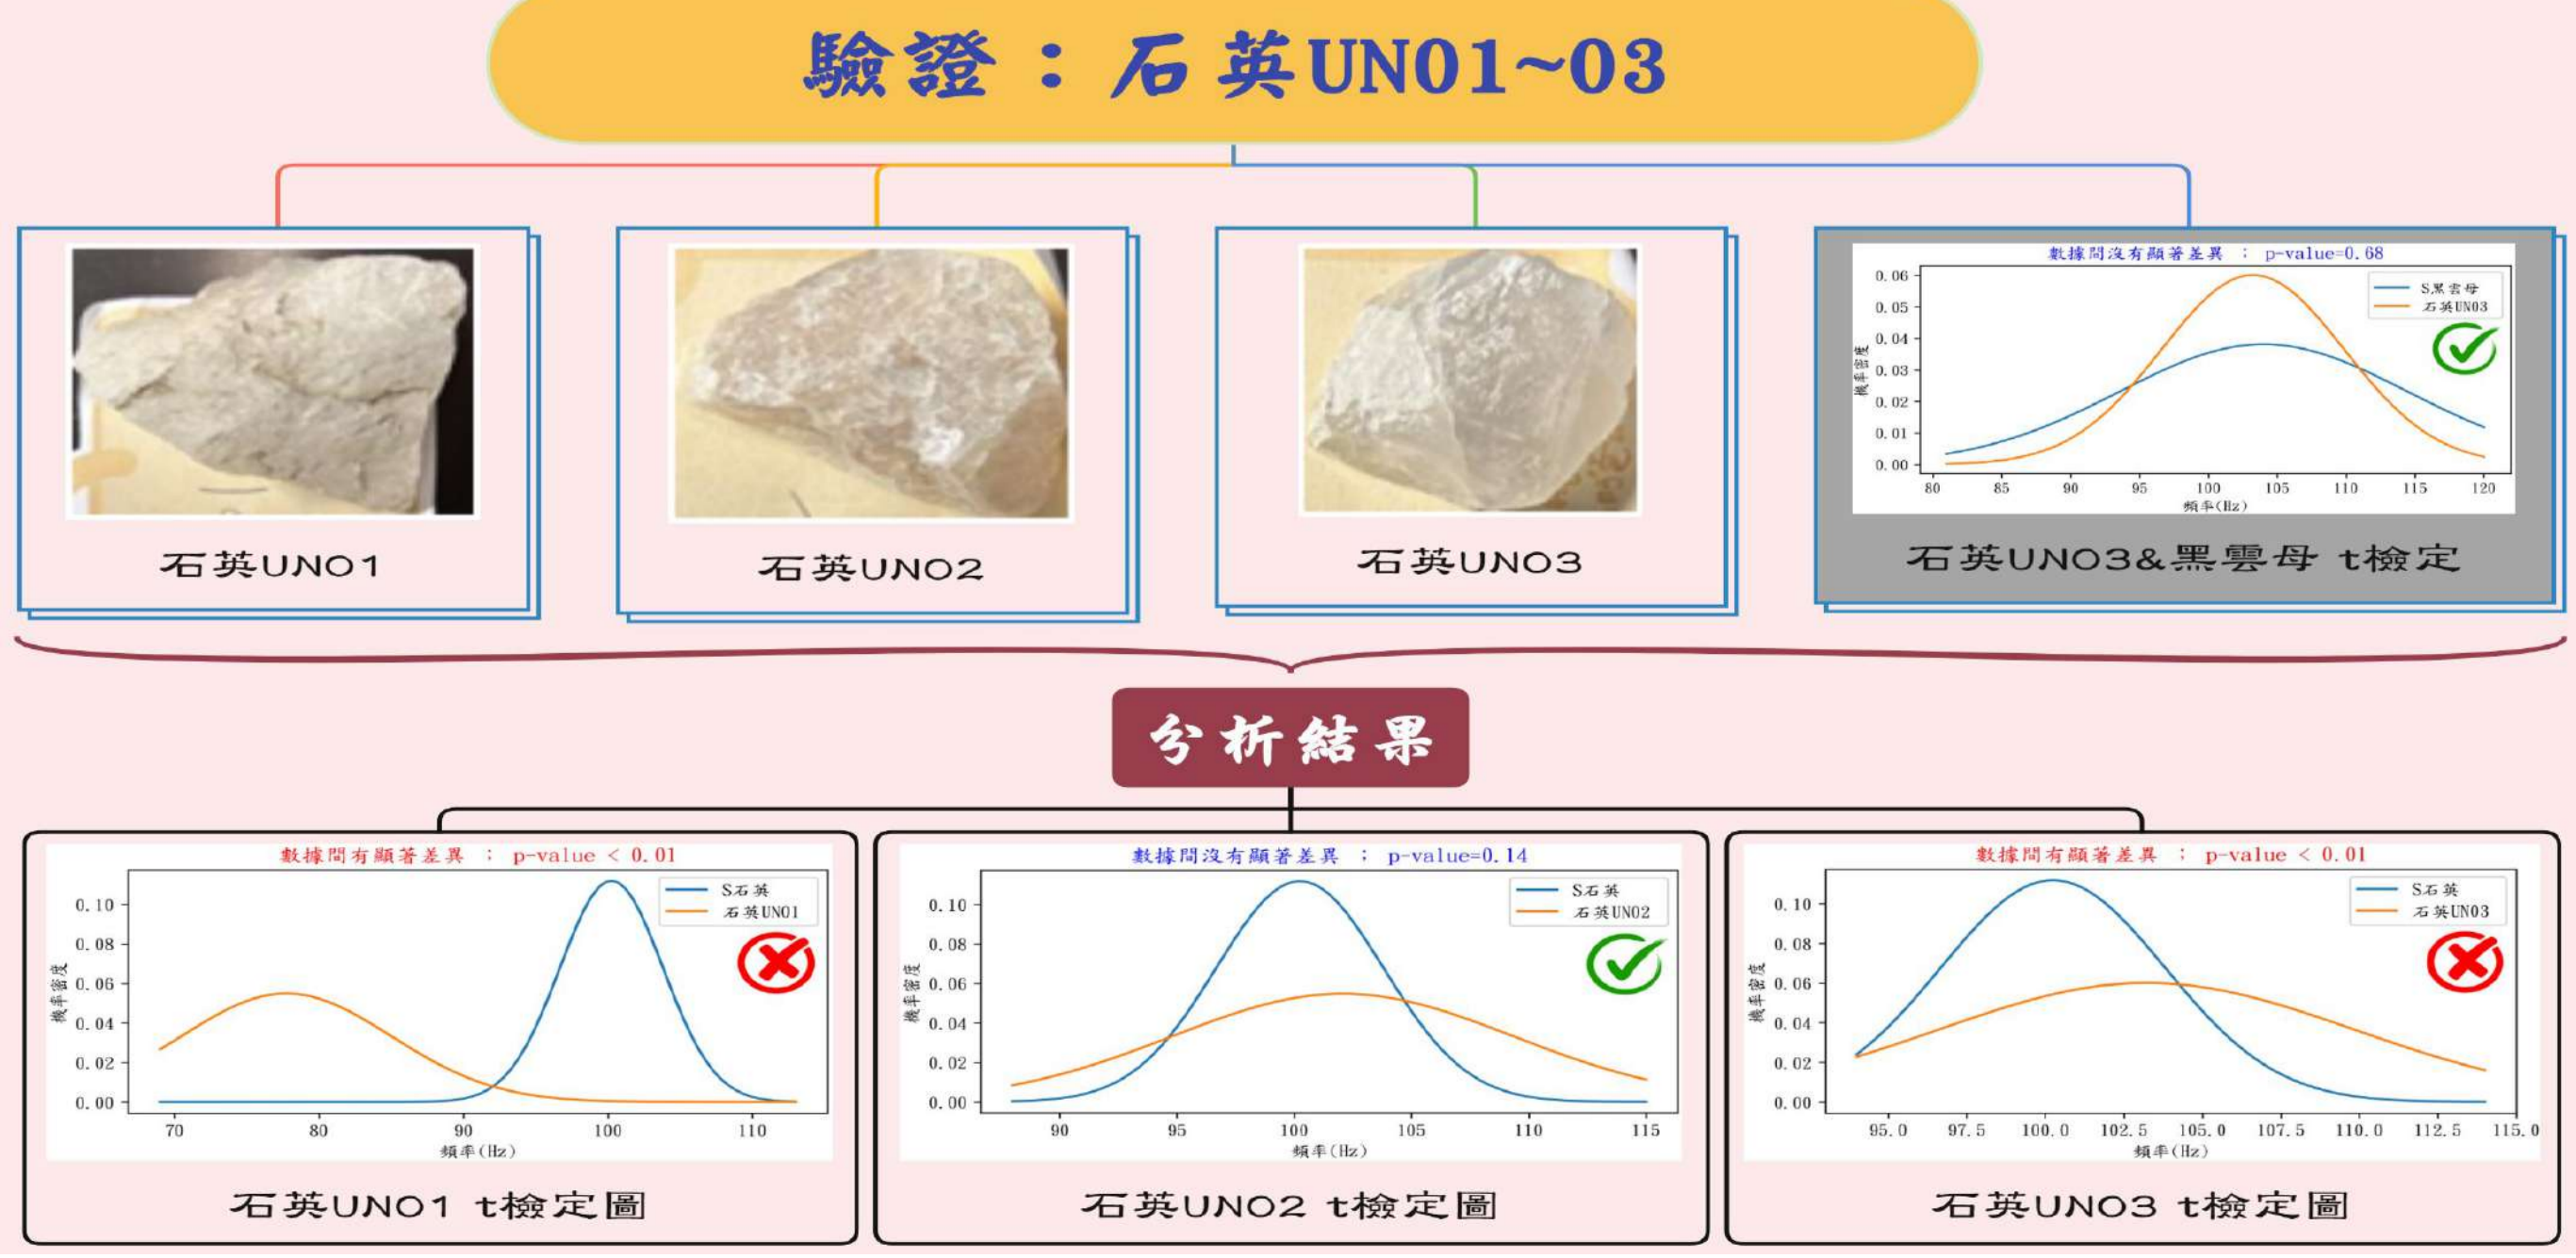 驗證：石英UN01~03
石英UNO1
石英UNO2
石英UNO3
數據間沒有顯著差異 ； p-value=0.68
S黑雲母
石英UN03
機率密度
0.06
0.05
0.04
0.03
0.02
0.01
0.00
80 85 90 95 100 105 110 115 120
頻率(Hz)
石英UNO3&黑雲母 t檢定
分析結果
數據間有顯著差異 ； p-value < 0.01
S石英
石英UN01
機率密度
0.10
0.08
0.06
0.04
0.02
0.00
70 80 90 100 110
頻率(Hz)
石英UNO1 t檢定圖
數據間沒有顯著差異 ； p-value=0.14
S石英
石英UN02
機率密度
0.10
0.08
0.06
0.04
0.02
0.00
90 95 100 105 110 115
頻率(Hz)
石英UNO2 t檢定圖
數據間有顯著差異 ； p-value < 0.01
S石英
石英UN03
機率密度
0.10
0.08
0.06
0.04
0.02
0.00
95.0 97.5 100.0 102.5 105.0 107.5 110.0 112.5 115.0
頻率(Hz)
石英UNO3 t檢定圖